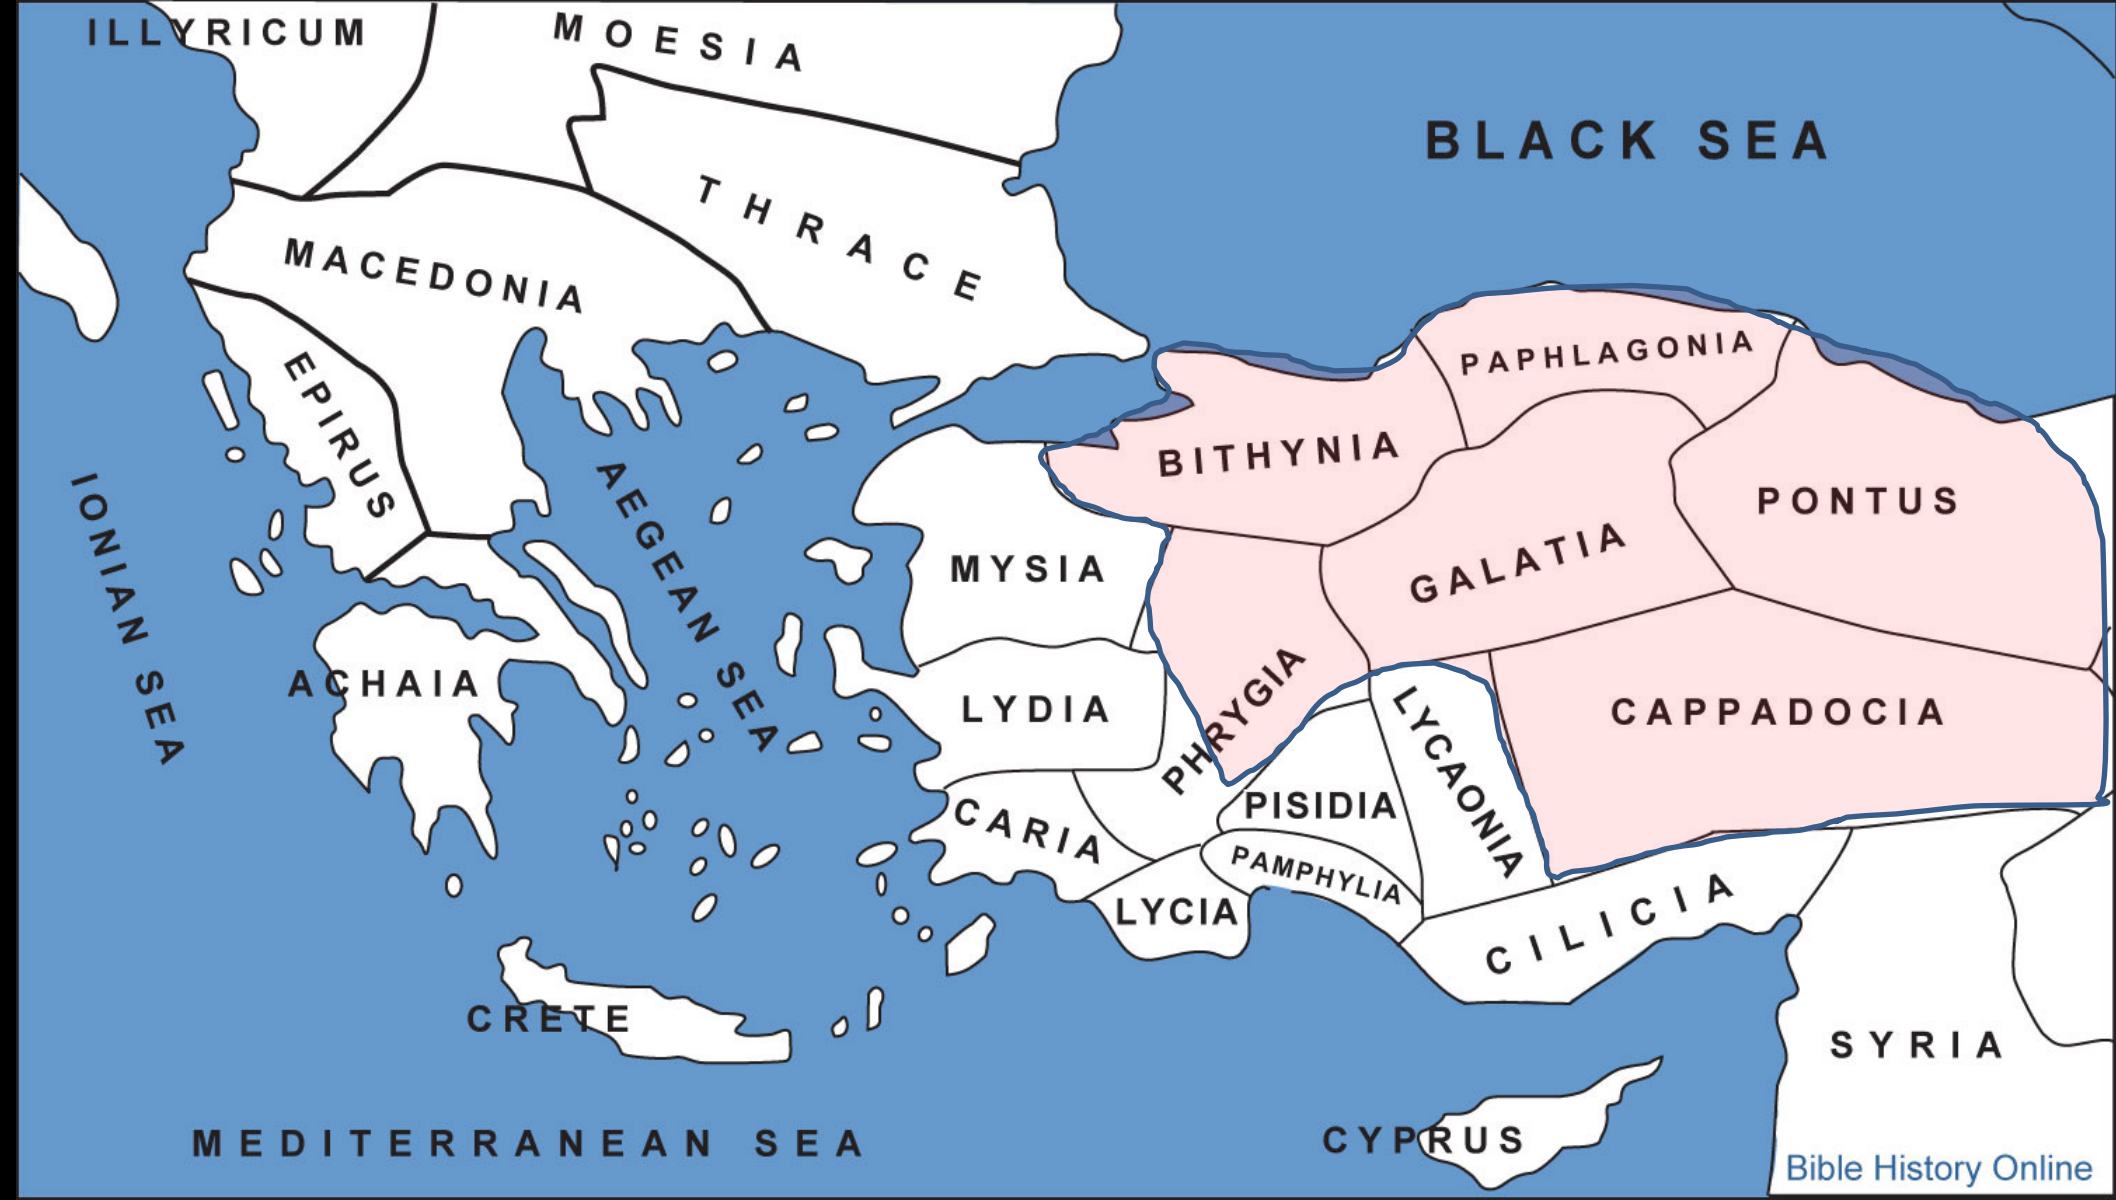 ILLYRICUM
MOESIA
BLACK SEA
THRACE
MACEDONIA
PAPHLAGONIA
EPIRUS
BITHYNIA
PONTUS
IONIAN SEA
AEGEAN SEA
MYSIA
GALATIA
ACHAIA
LYDIA
PHRYGIA
LYCAONIA
CAPPADOCIA
CARIA
PISIDIA
PAMPHYLIA
LYCIA
CILICIA
CRETE
SYRIA
MEDITERRANEAN SEA
CYPRUS
Bible History Online